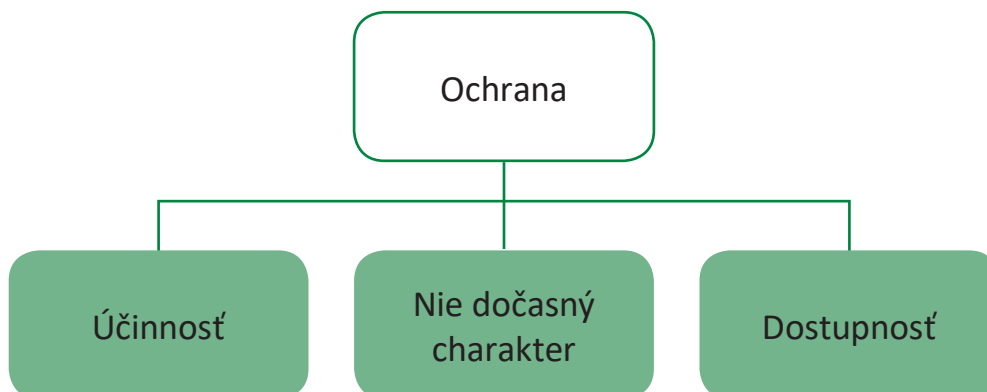 Ochrana
Účinnosť
Nie dočasný
charakter
Dostupnosť